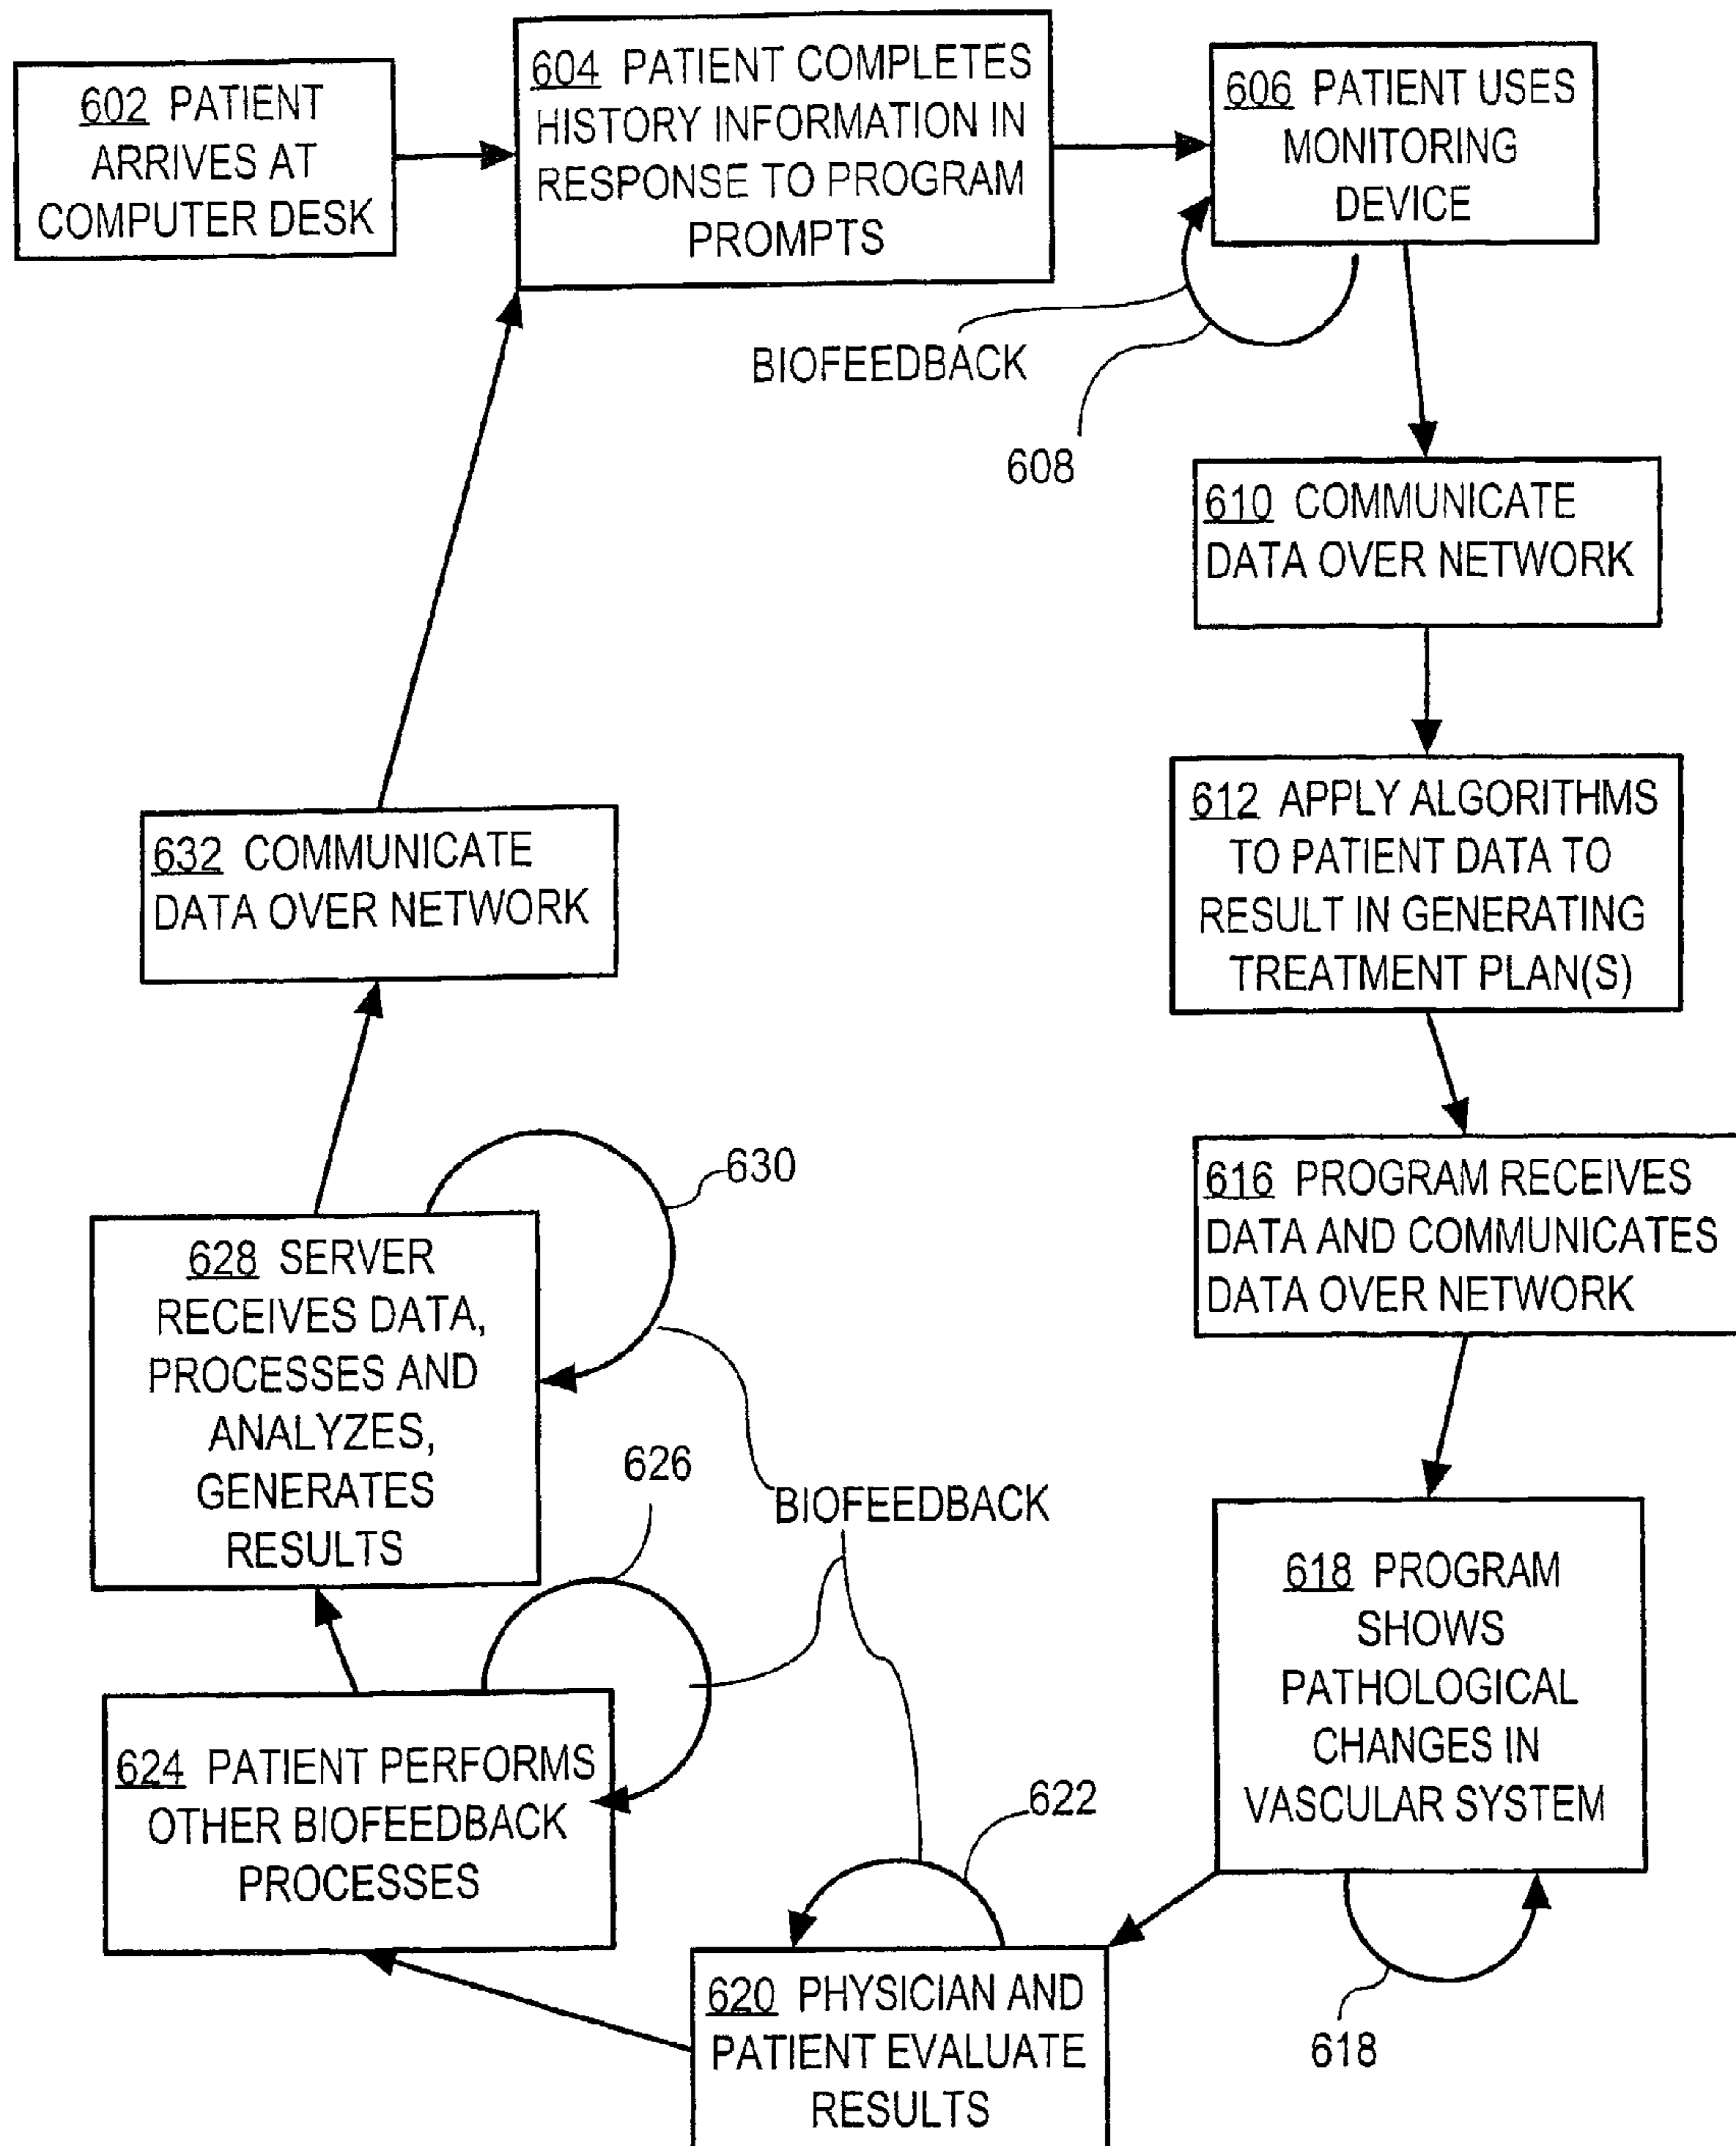 602 PATIENT
ARRIVES AT
COMPUTER DESK
604 PATIENT COMPLETES
HISTORY INFORMATION IN
RESPONSE TO PROGRAM
PROMPTS
606 PATIENT USES
MONITORING
DEVICE
BIOFEEDBACK
608
610 COMMUNICATE
DATA OVER NETWORK
612 APPLY ALGORITHMS
TO PATIENT DATA TO
RESULT IN GENERATING
TREATMENT PLAN(S)
616 PROGRAM RECEIVES
DATA AND COMMUNICATES
DATA OVER NETWORK
618 PROGRAM
SHOWS
PATHOLOGICAL
CHANGES IN
VASCULAR SYSTEM
618
622
620 PHYSICIAN AND
PATIENT EVALUATE
RESULTS
BIOFEEDBACK
626
624 PATIENT PERFORMS
OTHER BIOFEEDBACK
PROCESSES
630
628 SERVER
RECEIVES DATA,
PROCESSES AND
ANALYZES,
GENERATES
RESULTS
632 COMMUNICATE
DATA OVER NETWORK